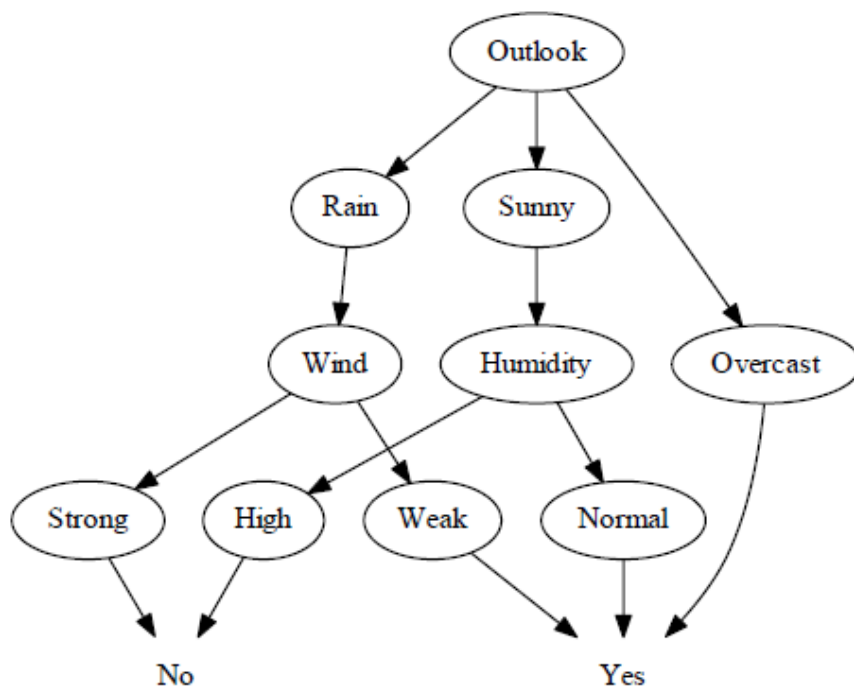 Outlook
Rain
Sunny
Wind
Humidity
Overcast
Strong
High
Weak
Normal
No
Yes